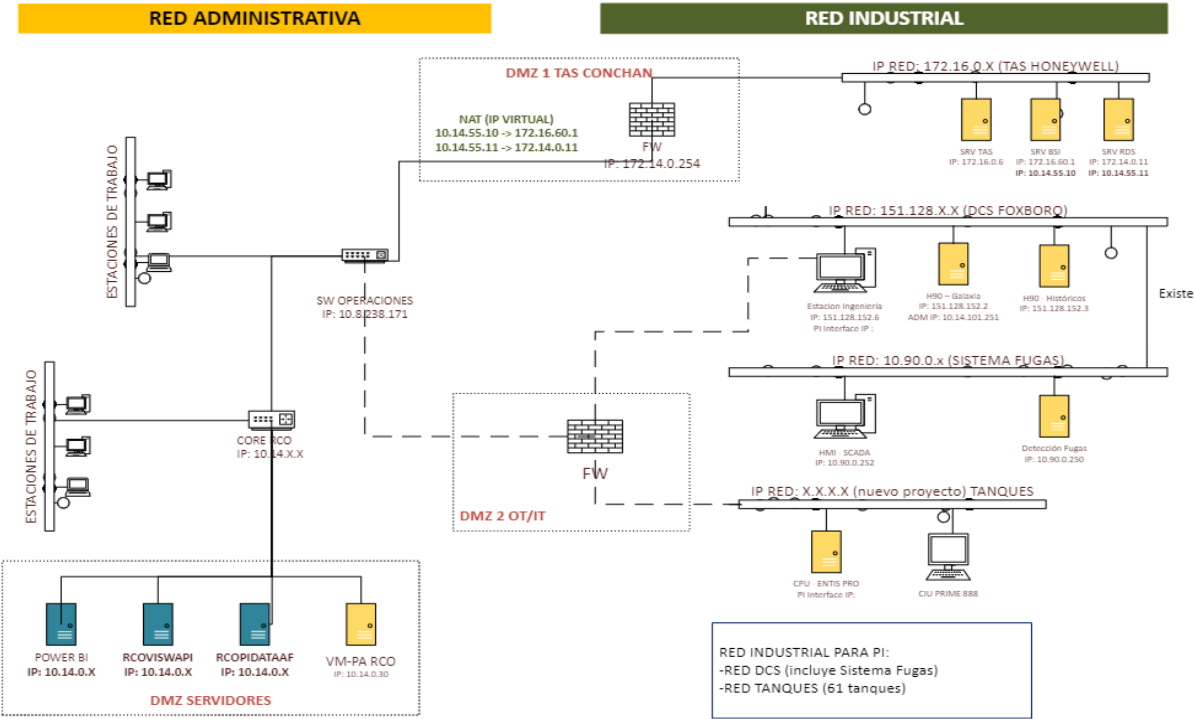 RED ADMINISTRATIVA
RED INDUSTRIAL
DMZ 1 TAS CONCHAN
NAT (IP VIRTUAL)
10.14.55.10 -> 172.16.60.1
10.14.55.11 -> 172.14.0.11
FW
IP: 172.14.0.254
IP RED: 172.16.0.X (TAS HONEYWELL)
SRV TAS
IP: 172.16.0.6
SRV BSI
IP: 172.16.60.1
IP: 10.14.55.10
SRV RDS
IP: 172.14.0.11
IP: 10.14.55.11
ESTACIONES DE TRABAJO
SW OPERACIONES
IP: 10.8.238.171
IP RED: 151.128.X.X (DCS FOXBORO)
Estacion Ingeniería
IP: 151.128.152.6
PI Interface IP :
H90 – Galaxia
IP: 151.128.152.2
ADM IP: 10.14.101.251
H90 - Históricos
IP: 151.128.152.3
Existe
IP RED: 10.90.0.x (SISTEMA FUGAS)
HMI - SCADA
IP: 10.90.0.252
Detección Fugas
IP: 10.90.0.250
ESTACIONES DE TRABAJO
CORE RCO
IP: 10.14.X.X
FW
DMZ 2 OT/IT
IP RED: X.X.X.X (nuevo proyecto) TANQUES
CPU - ENTIS PRO
PI Interface IP:
CIU PRIME 888
POWER BI
IP: 10.14.0.X
RCOVISWAPI
IP: 10.14.0.X
RCOPIDATAAF
IP: 10.14.0.X
VM-PA RCO
IP: 10.14.0.30
DMZ SERVIDORES
RED INDUSTRIAL PARA PI:
-RED DCS (incluye Sistema Fugas)
-RED TANQUES (61 tanques)